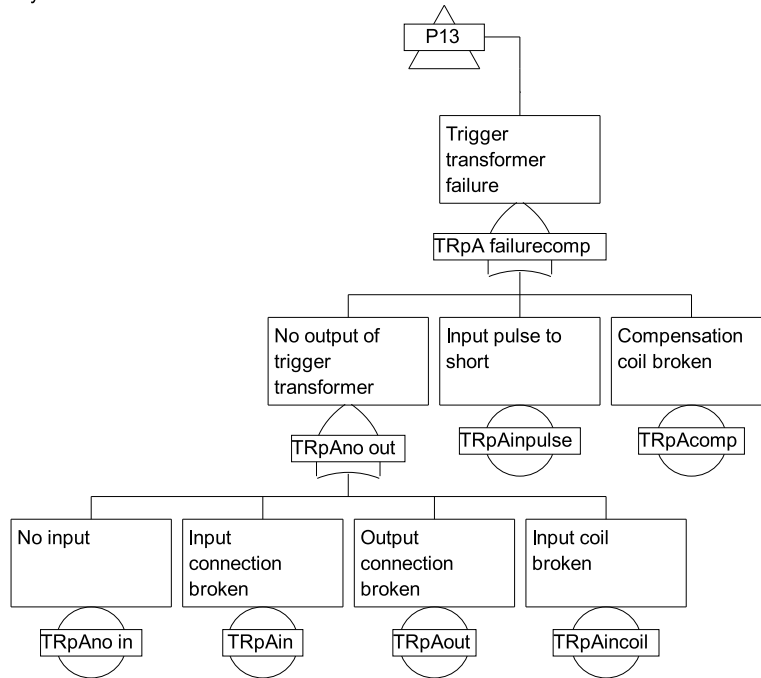 P13
Trigger
transformer
failure
TRpA failurecomp
No output of
trigger
transformer
Input pulse to
short
Compensation
coil broken
TRpAno out
TRpAinpulse
TRpAcomp
No input
Input
connection
broken
Output
connection
broken
Input coil
broken
TRpAno in
TRpAin
TRpAout
TRpAincoil